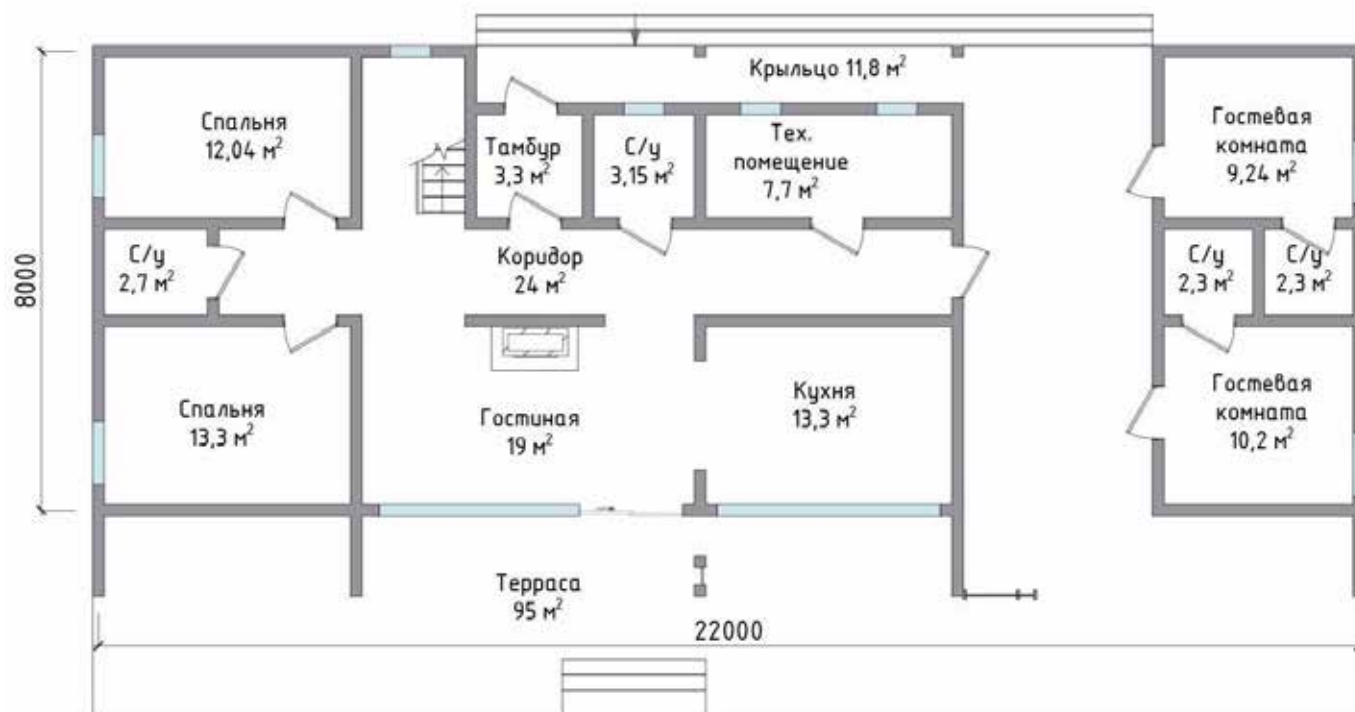 Крыльцо 11,8 м²
Спальня
12,04 м²
Тамбур
3,3 м²
С/у
3,15 м²
Тех.
помещение
7,7 м²
Гостевая
комната
9,24 м²
С/у
2,7 м²
Коридор
24 м²
С/у
2,3 м²
С/у
2,3 м²
8000
Спальня
13,3 м²
Гостиная
19 м²
Кухня
13,3 м²
Гостевая
комната
10,2 м²
Терраса
95 м²
22000